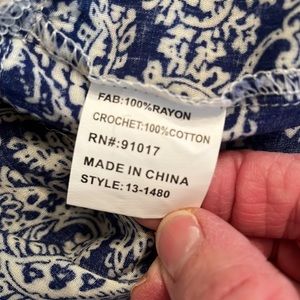 FAB:100%RAYON
CROCHET:100%COTTON
RN#:91017
MADE IN CHINA
STYLE: 13-1480